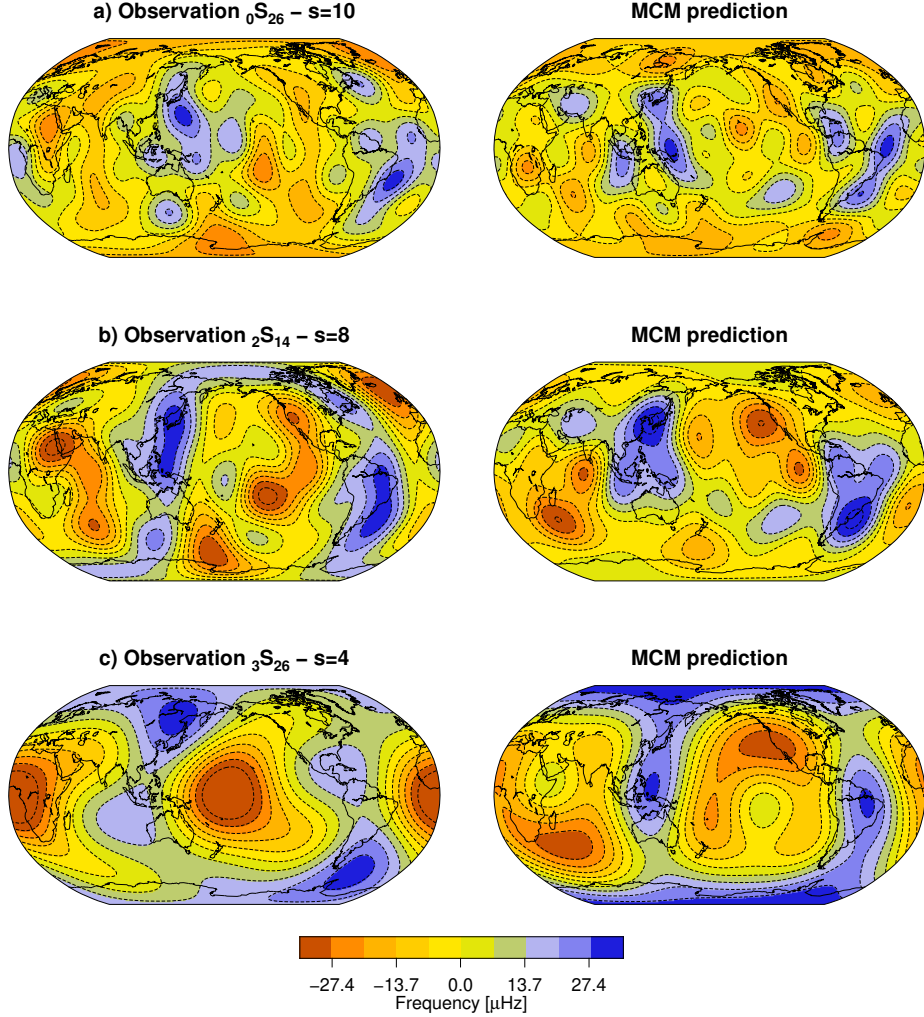 a) Observation ₀S₂₆ − s=10
MCM prediction
b) Observation ₂S₁₄ − s=8
MCM prediction
c) Observation ₃S₂₆ − s=4
MCM prediction
−27.4 −13.7 0.0 13.7 27.4
Frequency [μHz]